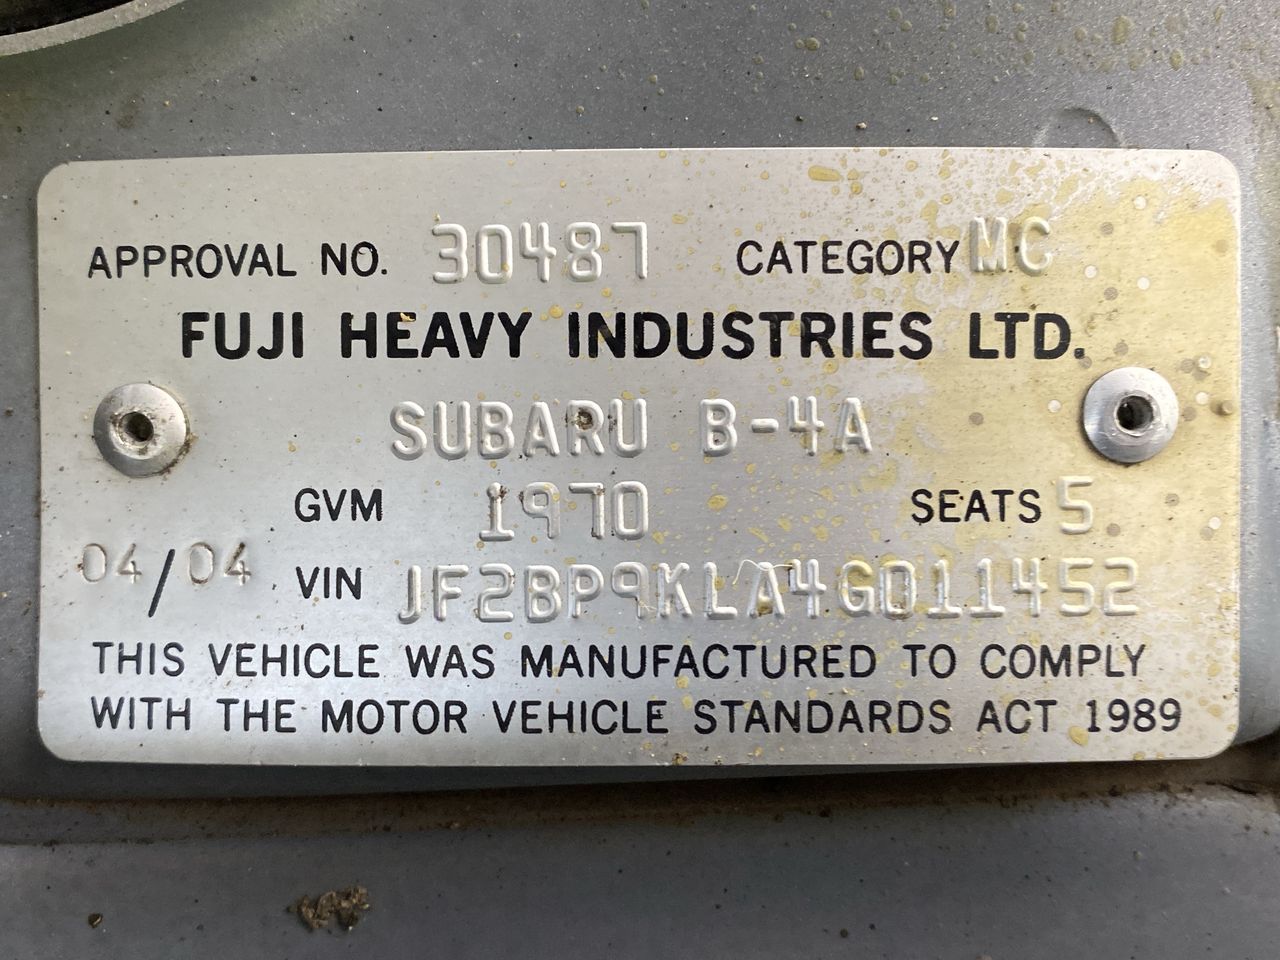 APPROVAL NO. 30487 CATEGORY MC
FUJI HEAVY INDUSTRIES LTD.
SUBARU B-4A
GVM 1970 SEATS 5
04/04 VIN JF2BP9KLA4G011452
THIS VEHICLE WAS MANUFACTURED TO COMPLY
WITH THE MOTOR VEHICLE STANDARDS ACT 1989